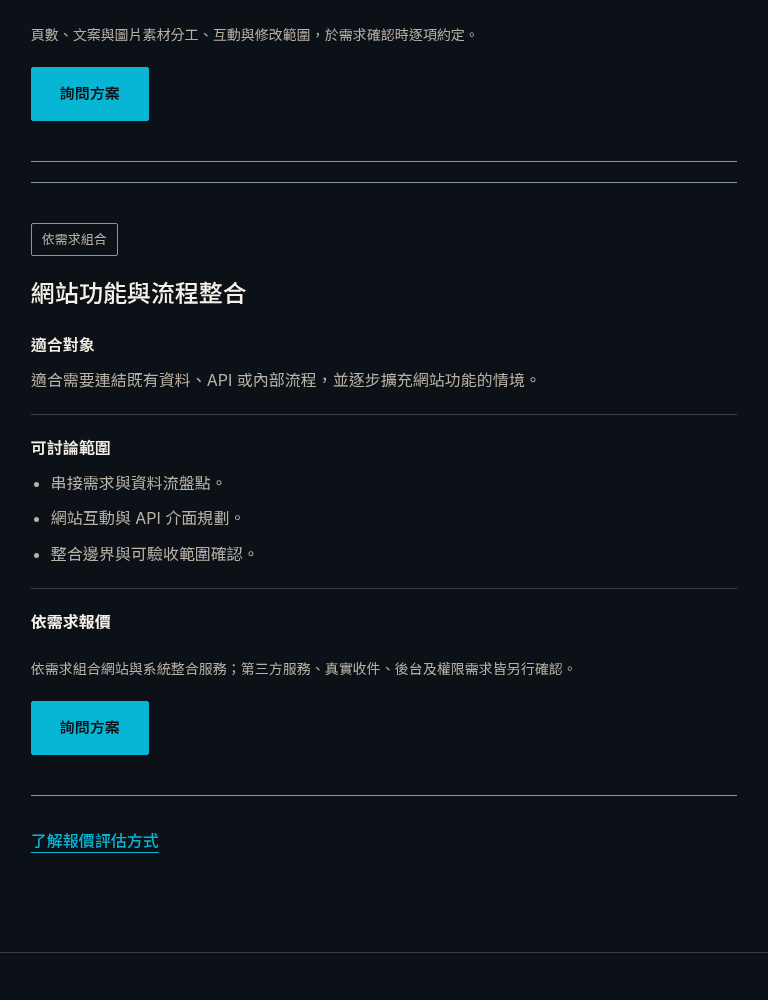 頁數、文案與圖片素材分工、互動與修改範圍，於需求確認時逐項約定。
詢問方案
依需求組合
網站功能與流程整合
適合對象
適合需要連結既有資料、API 或內部流程，並逐步擴充網站功能的情境。
可討論範圍
• 串接需求與資料流盤點。
• 網站互動與 API 介面規劃。
• 整合邊界與可驗收範圍確認。
依需求報價
依需求組合網站與系統整合服務；第三方服務、真實收件、後台及權限需求皆另行確認。
詢問方案
了解報價評估方式